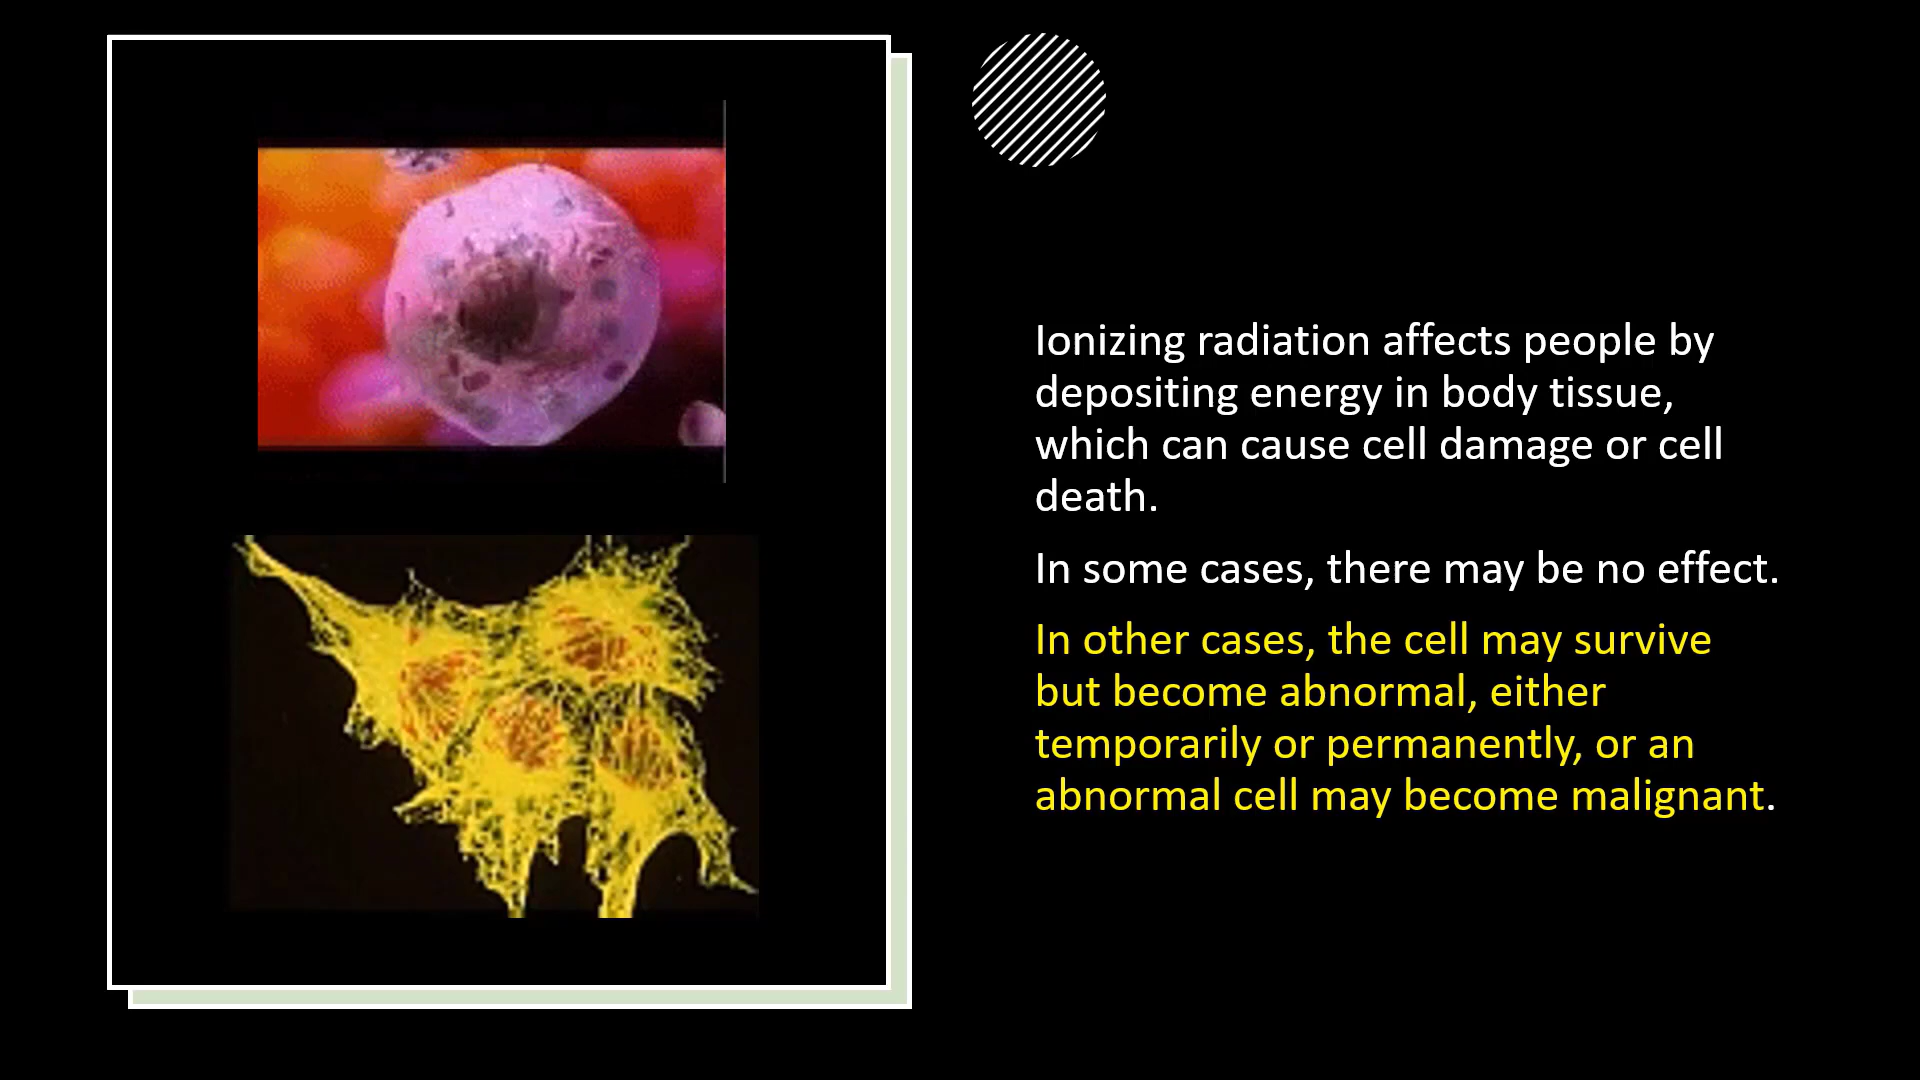 Ionizing radiation affects people by
depositing energy in body tissue,
which can cause cell damage or cell
death.
In some cases, there may be no effect.
In other cases, the cell may survive
but become abnormal, either
temporarily or permanently, or an
abnormal cell may become malignant.